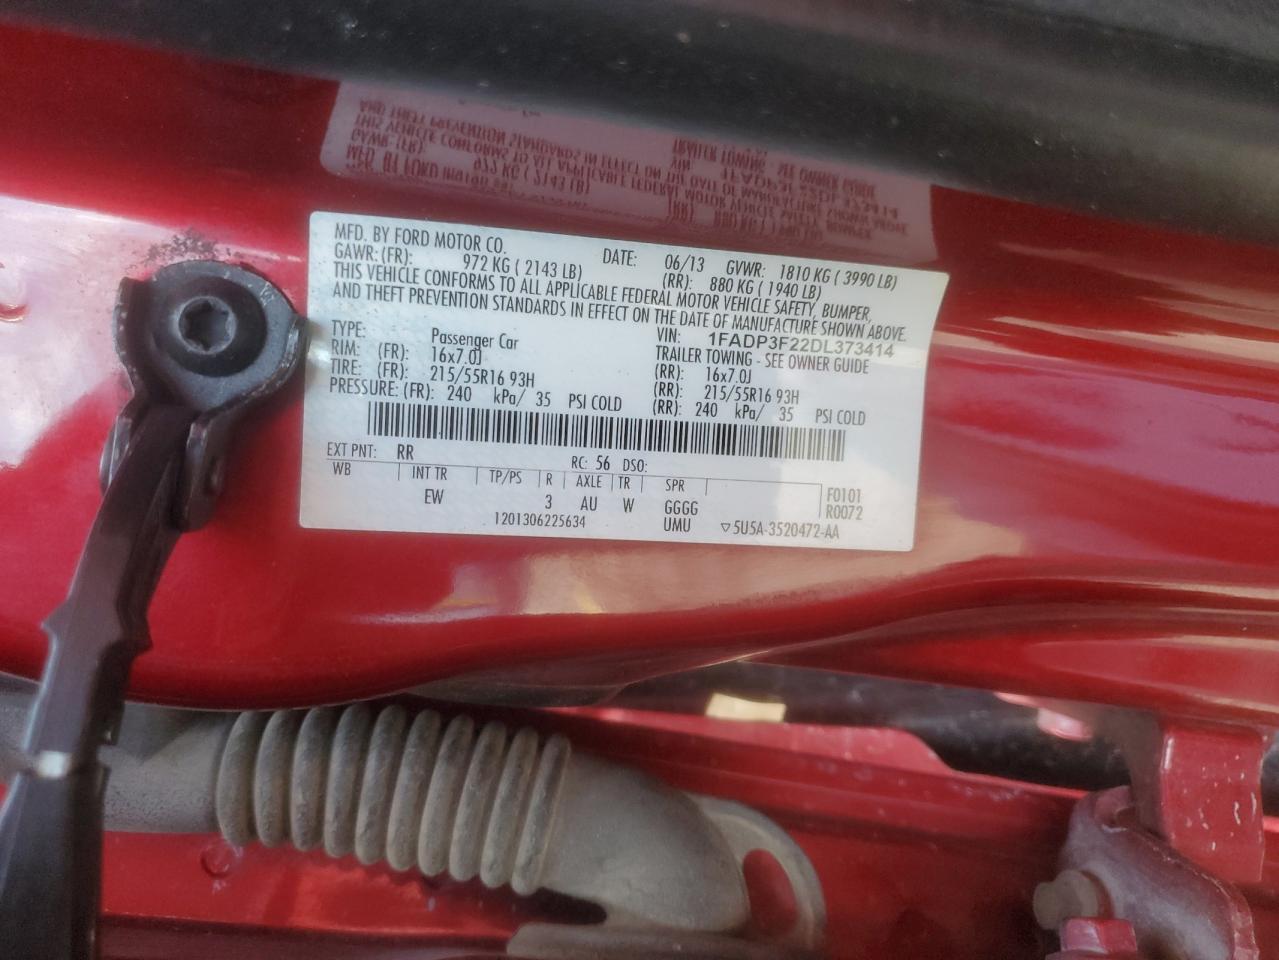 MFD. BY FORD MOTOR CO.
DATE: 06/13 GVWR: 1810 KG ( 3990 LB)
GAWR: (FR): 972 KG ( 2143 LB) (RR): 880 KG ( 1940 LB)
THIS VEHICLE CONFORMS TO ALL APPLICABLE FEDERAL MOTOR VEHICLE SAFETY, BUMPER,
AND THEFT PREVENTION STANDARDS IN EFFECT ON THE DATE OF MANUFACTURE SHOWN ABOVE.
VIN: 1FADP3F22DL373414
TYPE: Passenger Car TRAILER TOWING - SEE OWNER GUIDE
RIM: (FR): 16x7.0J (RR): 16x7.0J
TIRE: (FR): 215/55R16 93H (RR): 215/55R16 93H
PRESSURE: (FR): 240 kPa/ 35 PSI COLD (RR): 240 kPa/ 35 PSI COLD
EXT PNT: RR RC: 56 DSO:
WB INT TR TP/PS R AXLE TR SPR
EW 3 AU W GGGG F0101
1201306225634 UMU ▽5U5A-3520472-AA R0072